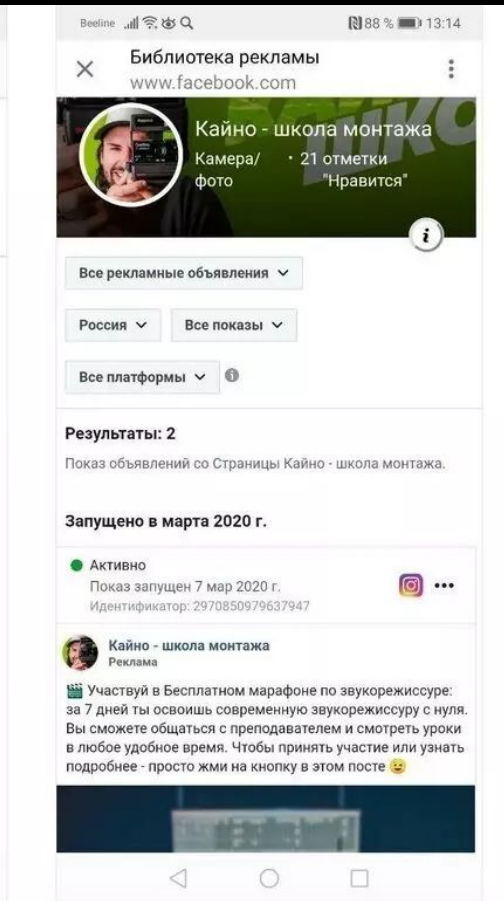 Beeline 88 % 13:14
Библиотека рекламы
www.facebook.com
Кайно - школа монтажа
Камера/ · 21 отметки
фото "Нравится"
Все рекламные объявления
Россия Все показы
Все платформы
Результаты: 2
Показ объявлений со Страницы Кайно - школа монтажа.
Запущено в марта 2020 г.
Активно
Показ запущен 7 мар 2020 г.
Идентификатор: 2970850979637947
Кайно - школа монтажа
Реклама
🎬 Участвуй в Бесплатном марафоне по звукорежиссуре:
за 7 дней ты освоишь современную звукорежиссуру с нуля.
Вы сможете общаться с преподавателем и смотреть уроки
в любое удобное время. Чтобы принять участие или узнать
подробнее - просто жми на кнопку в этом посте 😉